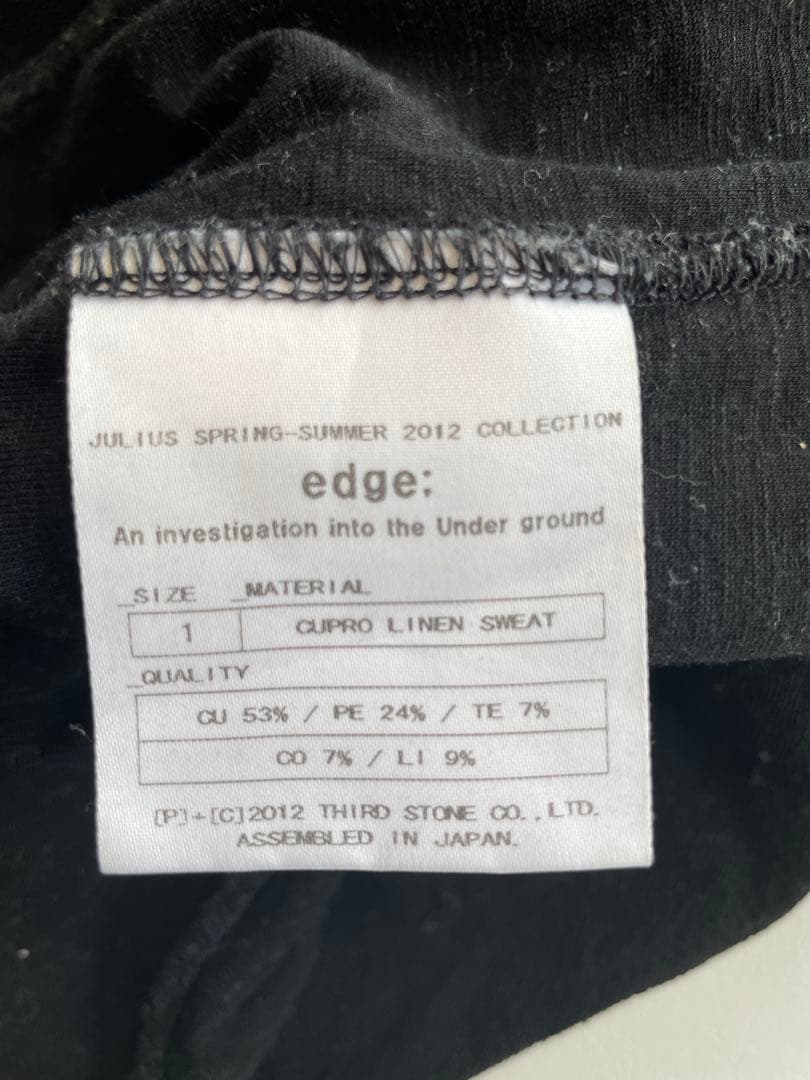 JULIUS SPRING-SUMMER 2012 COLLECTION
edge:
An investigation into the Under ground
_SIZE _MATERIAL
1 CUPRO LINEN SWEAT
_QUALITY
CU 53% / PE 24% / TE 7%
CO 7% / LI 9%
[P]+[C]2012 THIRD STONE CO.,LTD.
ASSEMBLED IN JAPAN.